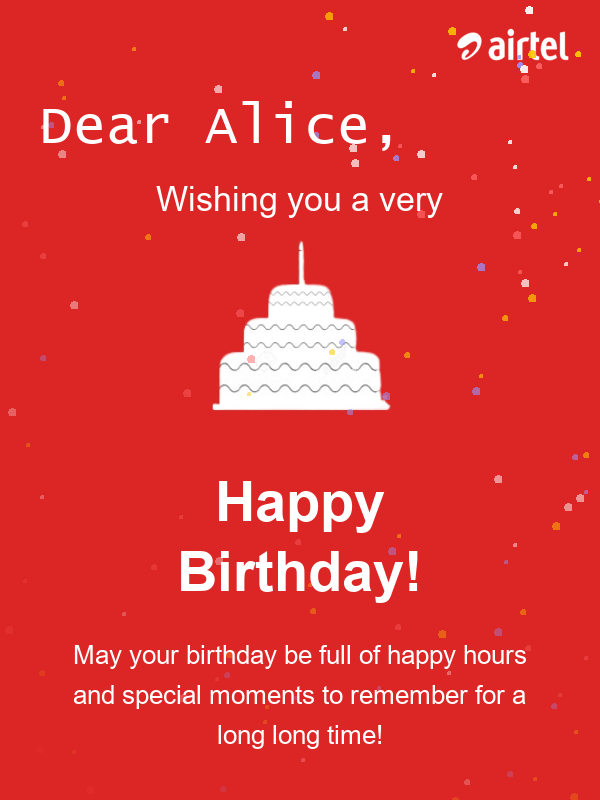 airtel
Dear Alice,
Wishing you a very
Happy
Birthday!
May your birthday be full of happy hours
and special moments to remember for a
long long time!